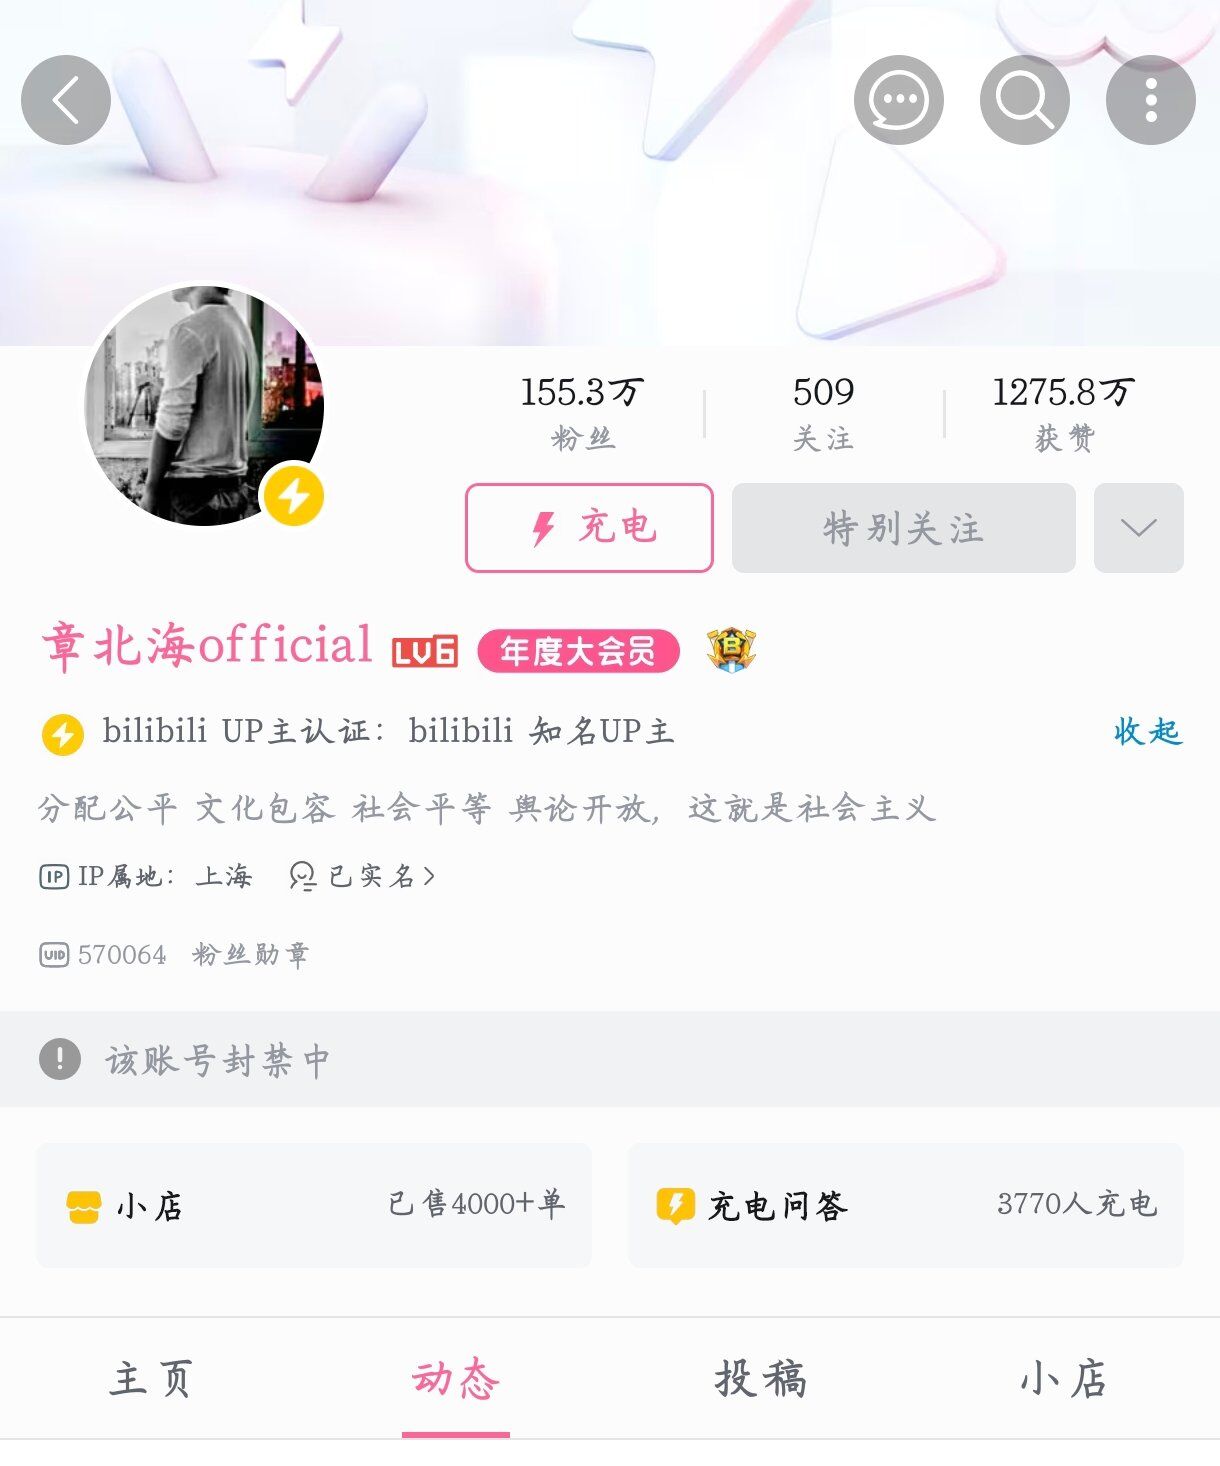 155.3万 509 1275.8万
粉丝 关注 获赞
充电 特别关注
章北海official LV6 年度大会员 B
bilibili UP主认证：bilibili 知名UP主 收起
分配公平 文化包容 社会平等 舆论开放，这就是社会主义
IP IP属地：上海 已实名
UID 570064 粉丝勋章
该账号封禁中
小店 已售4000+单 充电问答 3770人充电
主页 动态 投稿 小店